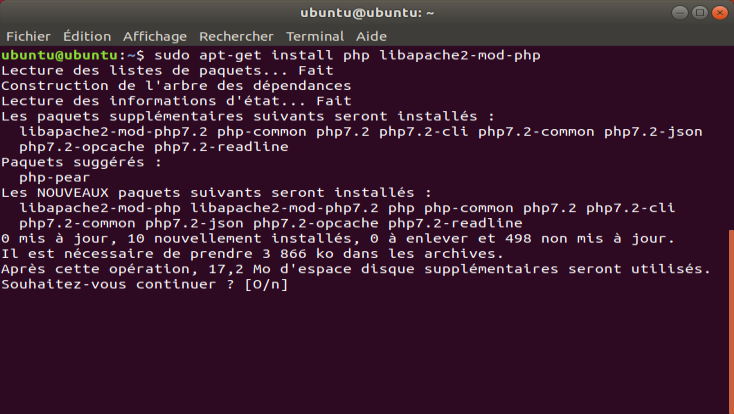 ubuntu@ubuntu: ~
Fichier Édition Affichage Rechercher Terminal Aide
ubuntu@ubuntu:~$ sudo apt-get install php libapache2-mod-php
Lecture des listes de paquets... Fait
Construction de l'arbre des dépendances
Lecture des informations d'état... Fait
Les paquets supplémentaires suivants seront installés :
  libapache2-mod-php7.2 php-common php7.2 php7.2-cli php7.2-common php7.2-json
  php7.2-opcache php7.2-readline
Paquets suggérés :
  php-pear
Les NOUVEAUX paquets suivants seront installés :
  libapache2-mod-php libapache2-mod-php7.2 php php-common php7.2 php7.2-cli
  php7.2-common php7.2-json php7.2-opcache php7.2-readline
0 mis à jour, 10 nouvellement installés, 0 à enlever et 498 non mis à jour.
Il est nécessaire de prendre 3 866 ko dans les archives.
Après cette opération, 17,2 Mo d'espace disque supplémentaires seront utilisés.
Souhaitez-vous continuer ? [O/n]